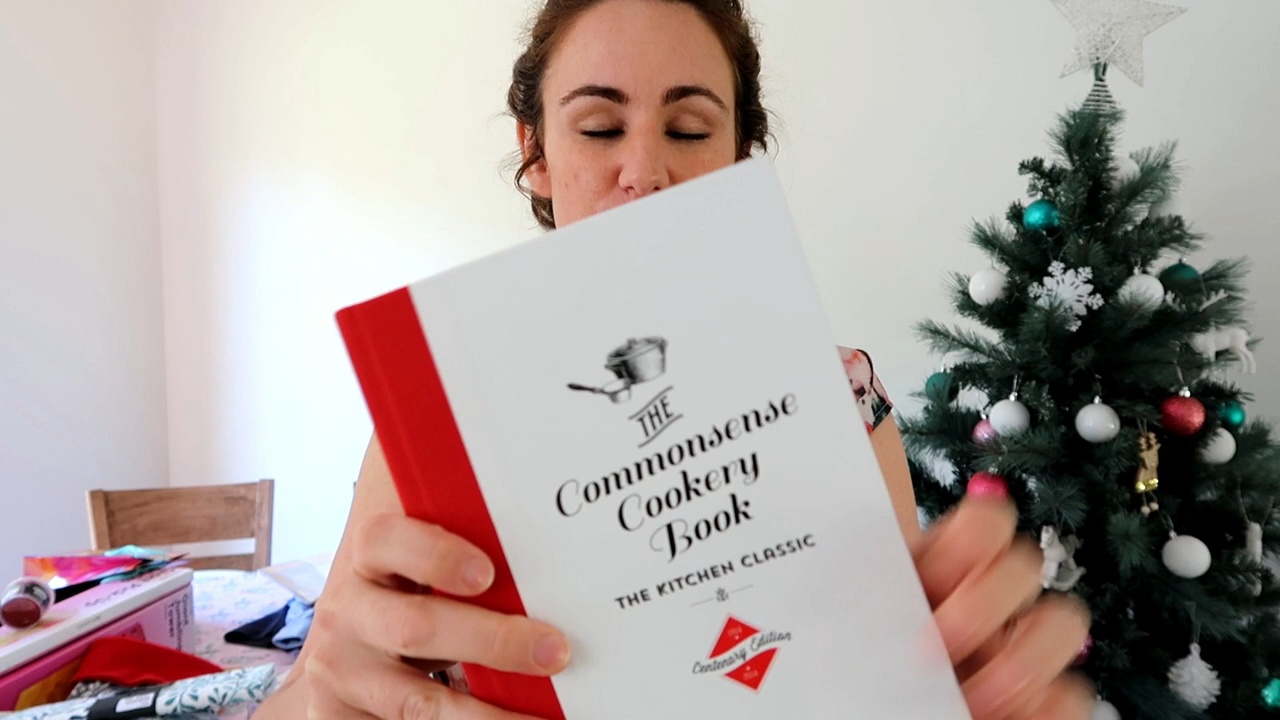 THE
Commonsense
Cookery
Book
THE KITCHEN CLASSIC
Centenary Edition